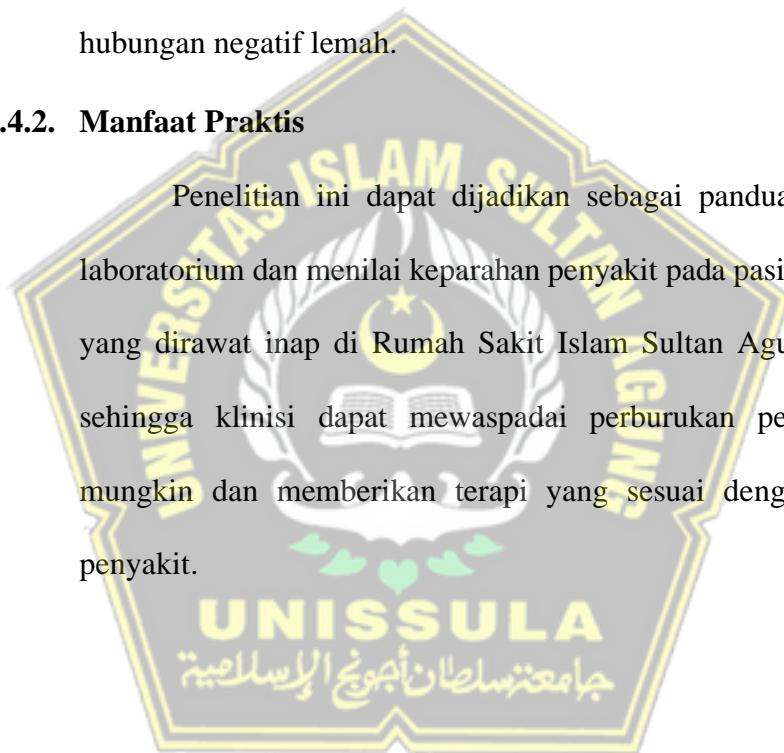 hubungan negatif lemah.
.4.2. Manfaat Praktis
Penelitian ini dapat dijadikan sebagai pandua
laboratorium dan menilai keparahan penyakit pada pasi
yang dirawat inap di Rumah Sakit Islam Sultan Agu
sehingga klinisi dapat mewaspadai perburukan pe
mungkin dan memberikan terapi yang sesuai deng
penyakit.
UNIVERSITAS ISLAM SULTAN AGUNG
UNISSULA
جامعة سلطان أجونج الإسلامية